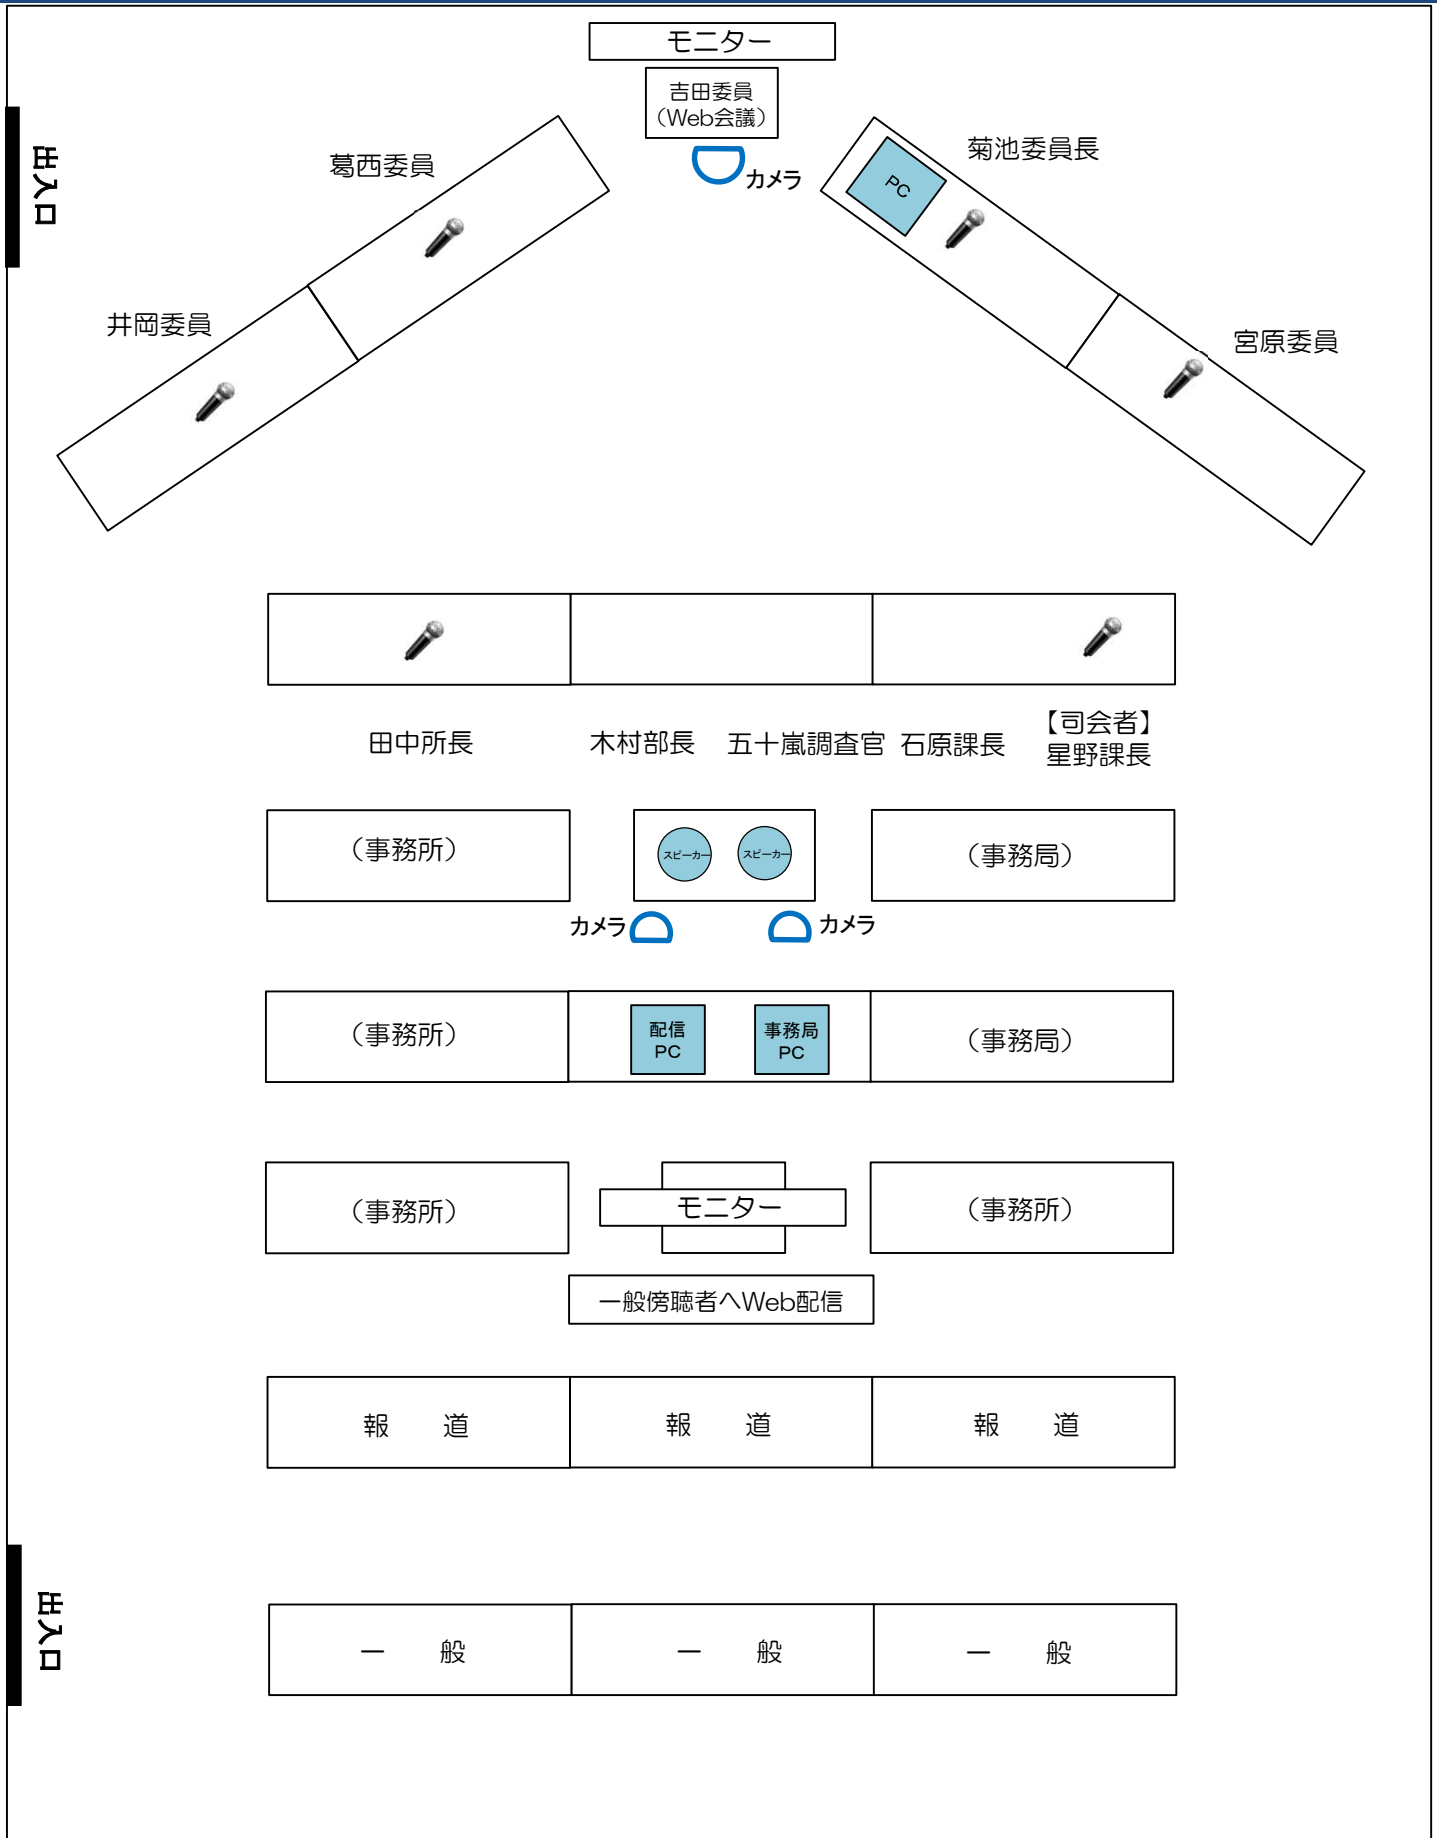 モニター
吉田委員
（Web会議）
カメラ
出入口
葛西委員
菊池委員長
PC
井岡委員
宮原委員
田中所長
木村部長
五十嵐調査官
石原課長
【司会者】
星野課長
（事務所）
スピーカー
スピーカー
（事務局）
カメラ
カメラ
（事務所）
配信
PC
事務局
PC
（事務局）
（事務所）
モニター
（事務所）
一般傍聴者へWeb配信
報　　道
報　　道
報　　道
出入口
一　　般
一　　般
一　　般